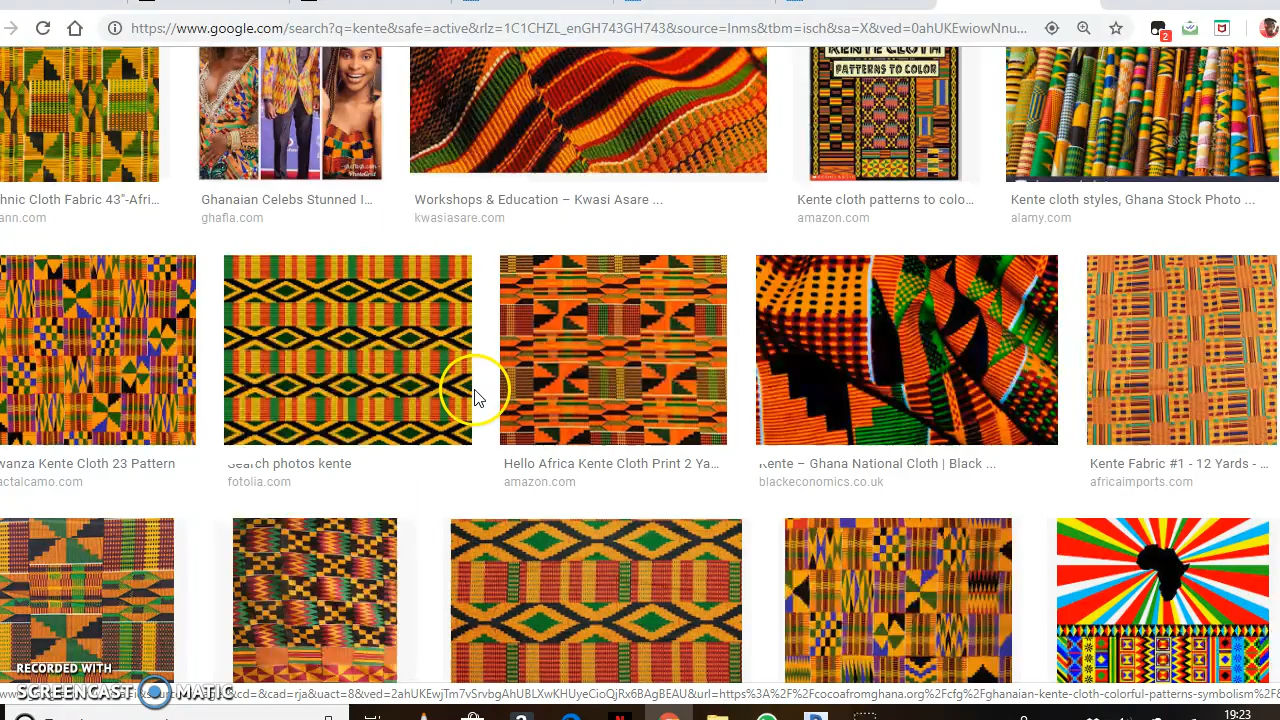 https://www.google.com/search?q=kente&safe=active&rlz=1C1CHZL_enGH743GH743&source=lnms&tbm=isch&sa=X&ved=0ahUKEwiowNnu...
2
KENTE CLOTH
PATTERNS TO COLOR
hnic Cloth Fabric 43"-Afri...
ann.com
Ghanaian Celebs Stunned I...
ghafla.com
Workshops & Education – Kwasi Asare ...
kwasiasare.com
Kente cloth patterns to colo...
amazon.com
Kente cloth styles, Ghana Stock Photo ...
alamy.com
wanza Kente Cloth 23 Pattern
actalcamo.com
Search photos kente
fotolia.com
Hello Africa Kente Cloth Print 2 Ya...
amazon.com
Kente – Ghana National Cloth | Black ...
blackeconomics.co.uk
Kente Fabric #1 - 12 Yards - ...
africaimports.com
RECORDED WITH
SCREENCAST MATIC
19:23